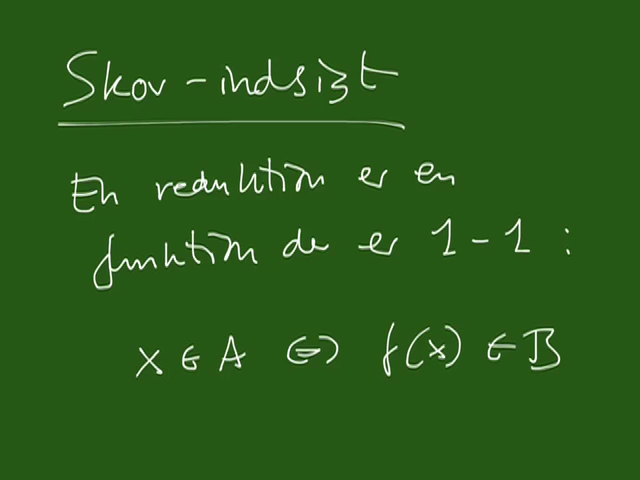 Skov-indsigt
En reduktion er en
funktion der er 1-1 :
x ∈ A ⇔ f(x) ∈ B